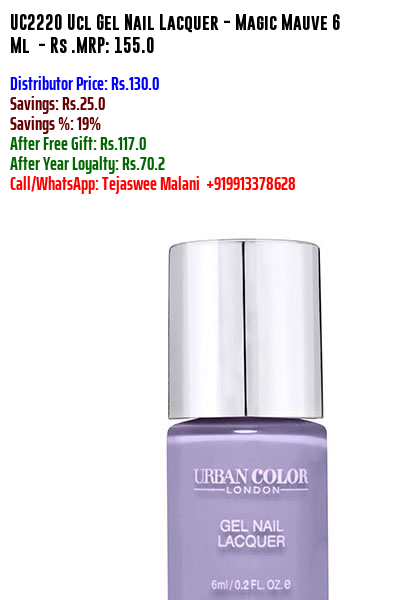 UC2220 Ucl Gel Nail Lacquer - Magic Mauve 6
Ml - Rs .MRP: 155.0
Distributor Price: Rs.130.0
Savings: Rs.25.0
Savings %: 19%
After Free Gift: Rs.117.0
After Year Loyalty: Rs.70.2
Call/WhatsApp: Tejaswee Malani +919913378628
URBAN COLOR
LONDON
GEL NAIL
LACQUER
6ml/0.2 FL. OZ. e